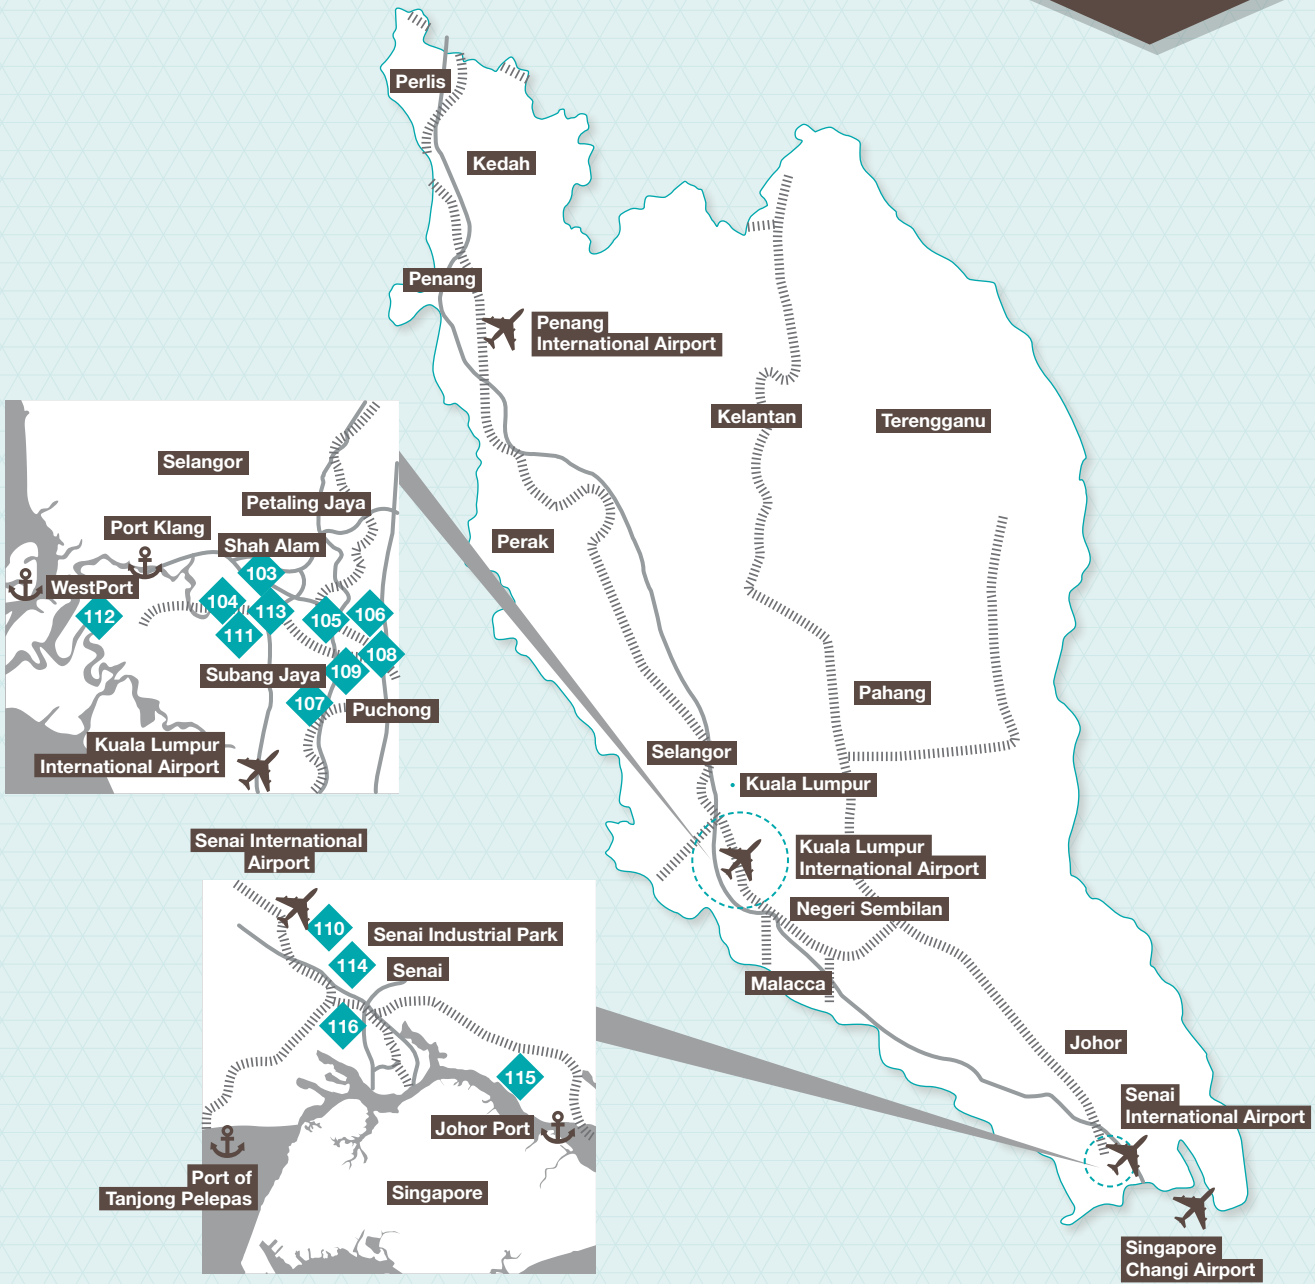 Perlis
Kedah
Penang
Penang
International Airport
Kelantan
Terengganu
Perak
Pahang
Selangor
Kuala Lumpur
Kuala Lumpur
International Airport
Negeri Sembilan
Malacca
Johor
Senai
International Airport
Singapore
Changi Airport
Selangor
Petaling Jaya
Port Klang
Shah Alam
103
WestPort
104
113
106
112
105
111
108
Subang Jaya
109
107
Puchong
Kuala Lumpur
International Airport
Senai International
Airport
110
Senai Industrial Park
114
Senai
116
115
Johor Port
Port of
Tanjong Pelepas
Singapore